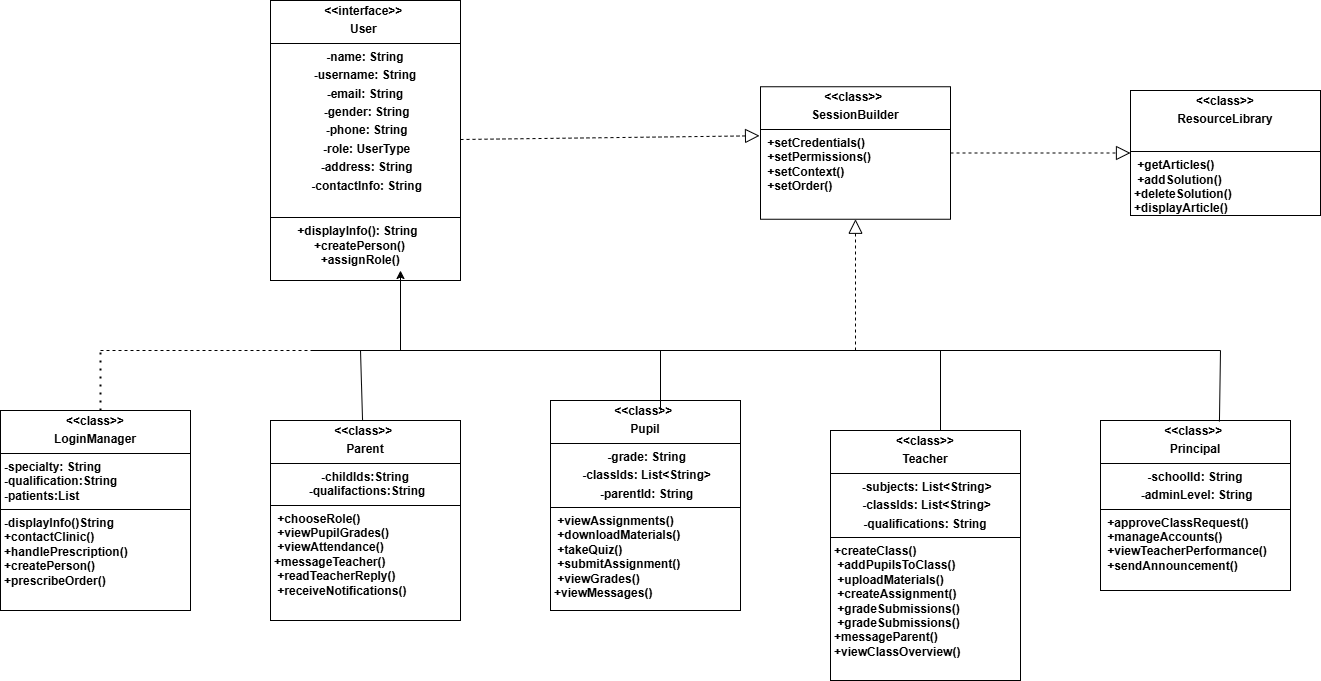 <<interface>>
User
-name: String
-username: String
-email: String
-gender: String
-phone: String
-role: UserType
-address: String
-contactInfo: String
+displayInfo(): String
+createPerson()
+assignRole()
<<class>>
SessionBuilder
+setCredentials()
+setPermissions()
+setContext()
+setOrder()
<<class>>
ResourceLibrary
+getArticles()
+addSolution()
+deleteSolution()
+displayArticle()
<<class>>
LoginManager
-specialty: String
-qualification:String
-patients:List
-displayInfo()String
+contactClinic()
+handlePrescription()
+createPerson()
+prescribeOrder()
<<class>>
Parent
-childIds:String
-qualifactions:String
+chooseRole()
+viewPupilGrades()
+viewAttendance()
+messageTeacher()
+readTeacherReply()
+receiveNotifications()
<<class>>
Pupil
-grade: String
-classIds: List<String>
-parentId: String
+viewAssignments()
+downloadMaterials()
+takeQuiz()
+submitAssignment()
+viewGrades()
+viewMessages()
<<class>>
Teacher
-subjects: List<String>
-classIds: List<String>
-qualifications: String
+createClass()
+addPupilsToClass()
+uploadMaterials()
+createAssignment()
+gradeSubmissions()
+gradeSubmissions()
+messageParent()
+viewClassOverview()
<<class>>
Principal
-schoolId: String
-adminLevel: String
+approveClassRequest()
+manageAccounts()
+viewTeacherPerformance()
+sendAnnouncement()